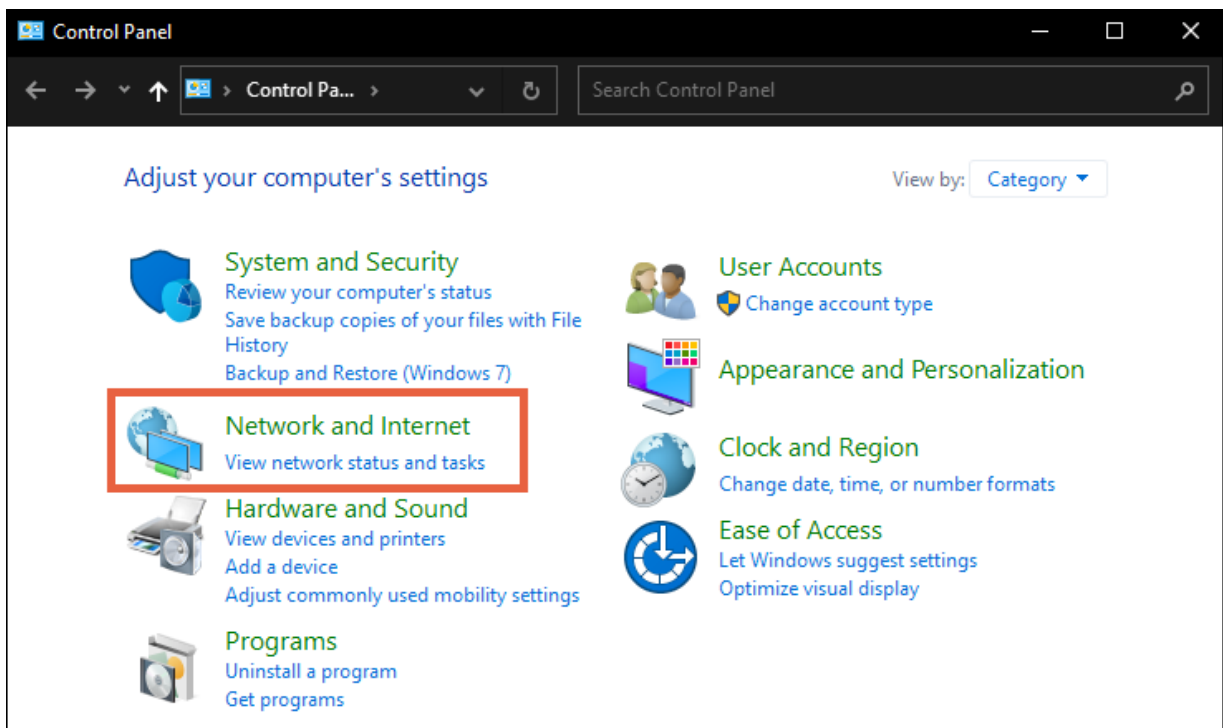 Control Panel
Control Pa...
Search Control Panel
Adjust your computer's settings
View by: Category
System and Security
Review your computer's status
Save backup copies of your files with File
History
Backup and Restore (Windows 7)
Network and Internet
View network status and tasks
Hardware and Sound
View devices and printers
Add a device
Adjust commonly used mobility settings
Programs
Uninstall a program
Get programs
User Accounts
Change account type
Appearance and Personalization
Clock and Region
Change date, time, or number formats
Ease of Access
Let Windows suggest settings
Optimize visual display